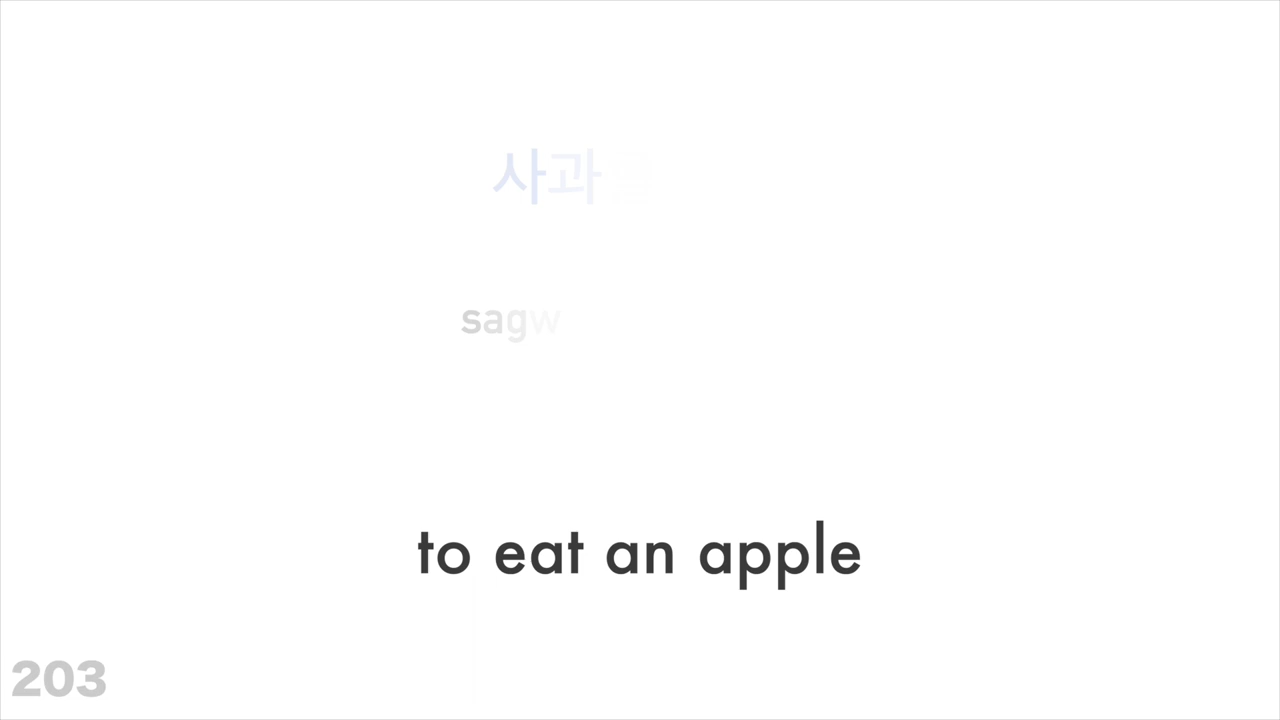 사과
sagw
to eat an apple
203